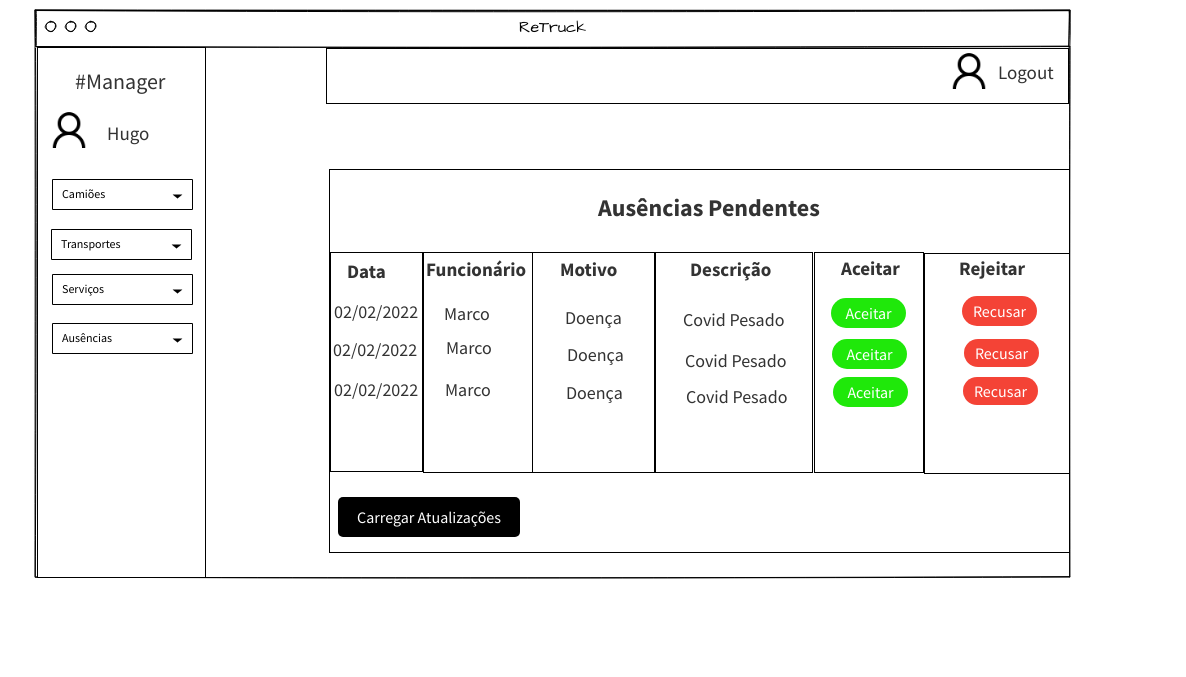 ReTruck
#Manager
Hugo
Camiões
Transportes
Serviços
Ausências
Logout
Ausências Pendentes
Data Funcionário Motivo Descrição Aceitar Rejeitar
02/02/2022 Marco Doença Covid Pesado Aceitar Recusar
02/02/2022 Marco Doença Covid Pesado Aceitar Recusar
02/02/2022 Marco Doença Covid Pesado Aceitar Recusar
Carregar Atualizações